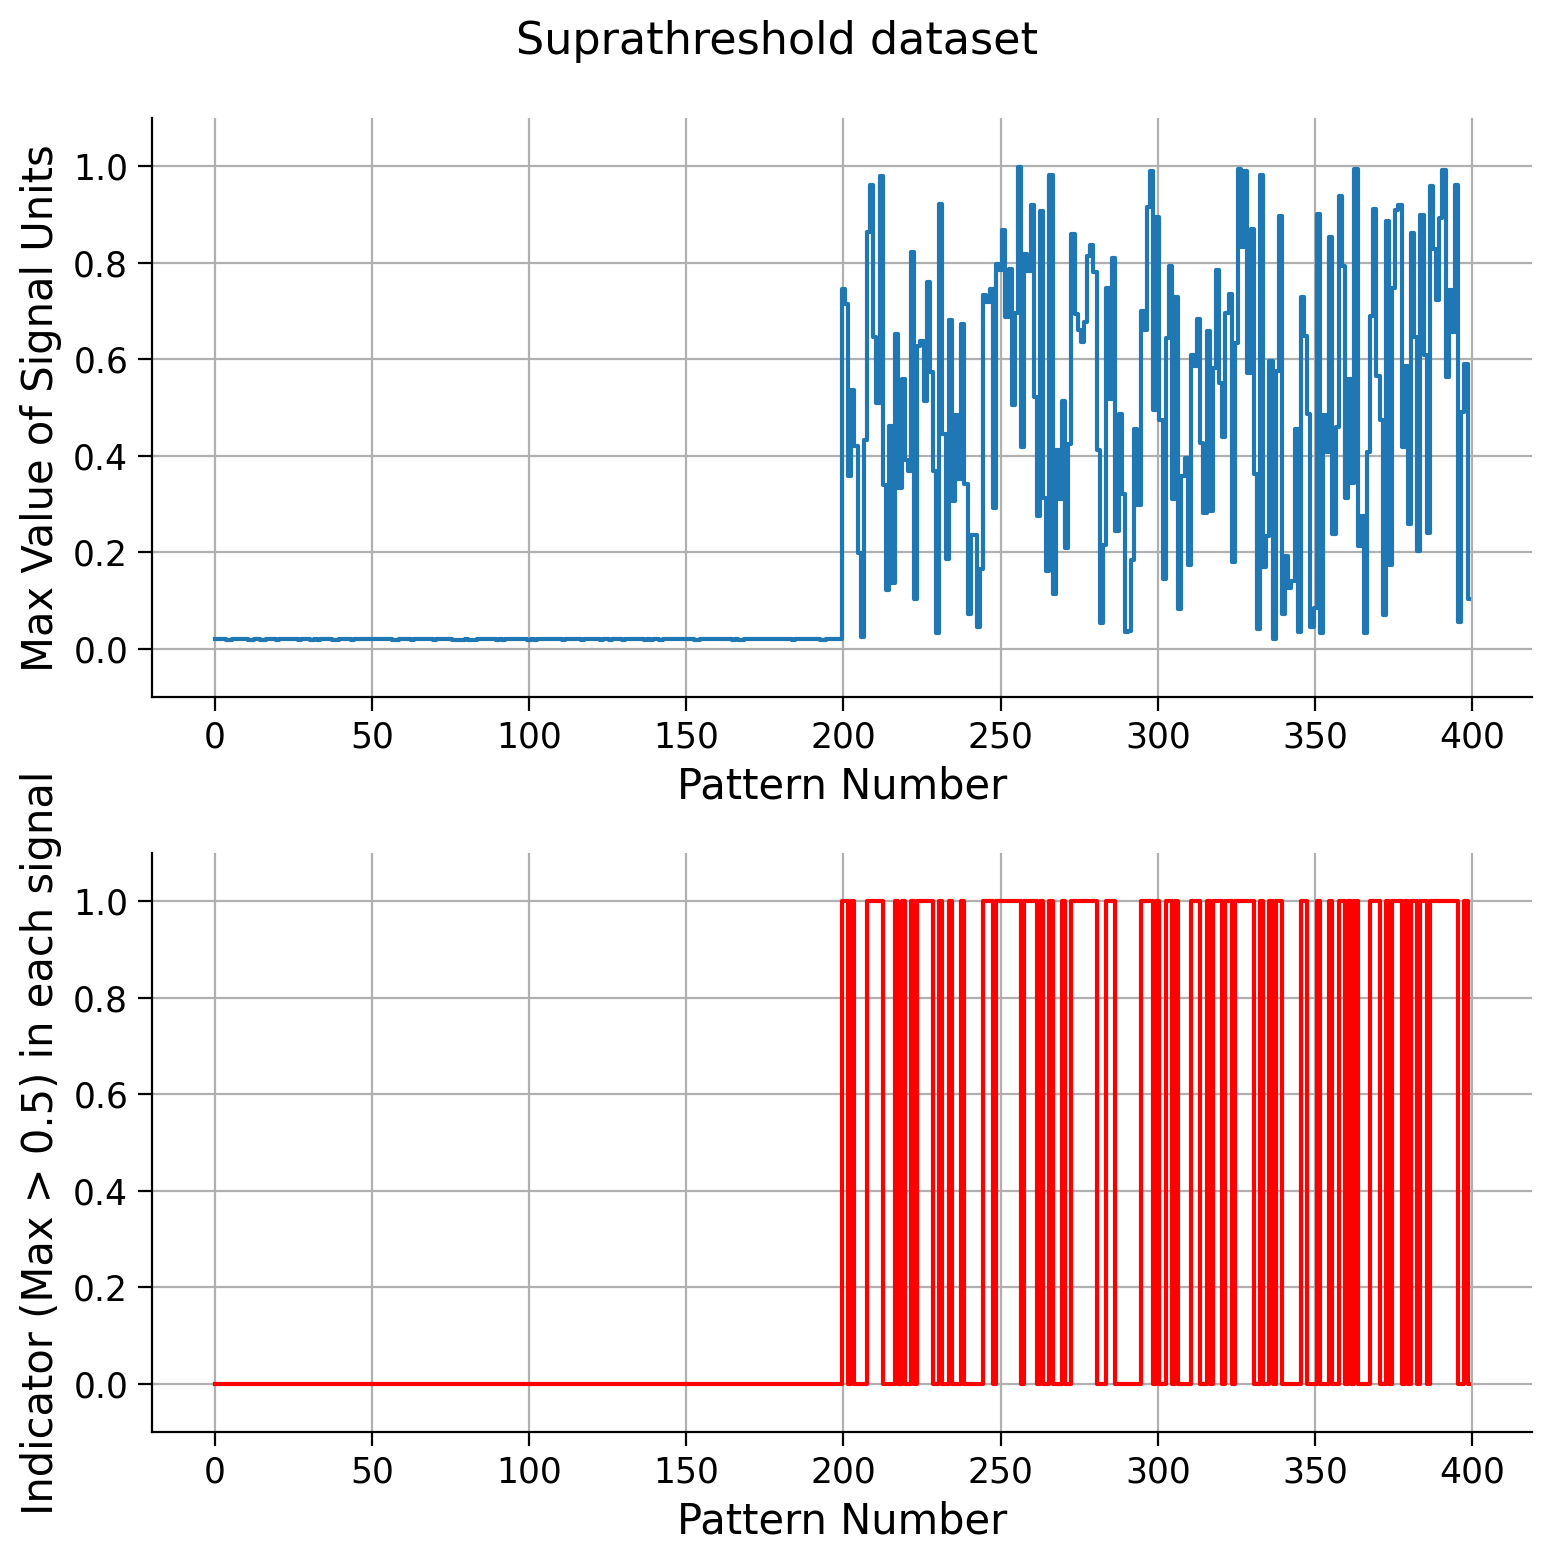 Suprathreshold dataset
Max Value of Signal Units
1.0
0.8
0.6
0.4
0.2
0.0
0 50 100 150 200 250 300 350 400
Pattern Number
Indicator (Max > 0.5) in each signal
1.0
0.8
0.6
0.4
0.2
0.0
0 50 100 150 200 250 300 350 400
Pattern Number